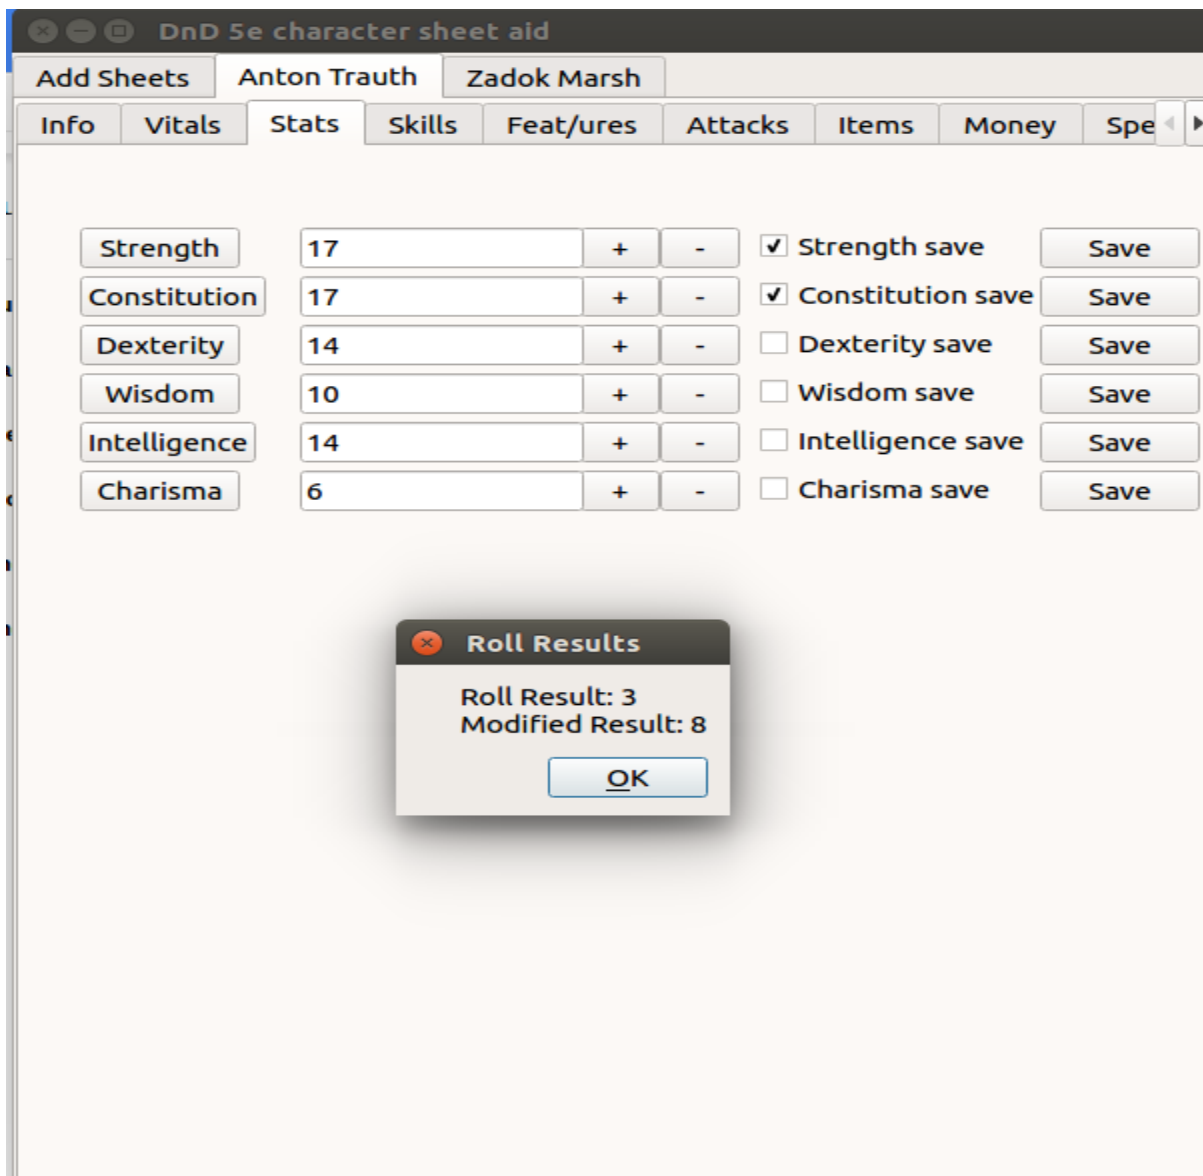 DnD 5e character sheet aid
Add Sheets Anton Trauth Zadok Marsh
Info Vitals Stats Skills Feat/ures Attacks Items Money Spe
Strength 17 + - Strength save Save
Constitution 17 + - Constitution save Save
Dexterity 14 + - Dexterity save Save
Wisdom 10 + - Wisdom save Save
Intelligence 14 + - Intelligence save Save
Charisma 6 + - Charisma save Save
Roll Results
Roll Result: 3
Modified Result: 8
OK